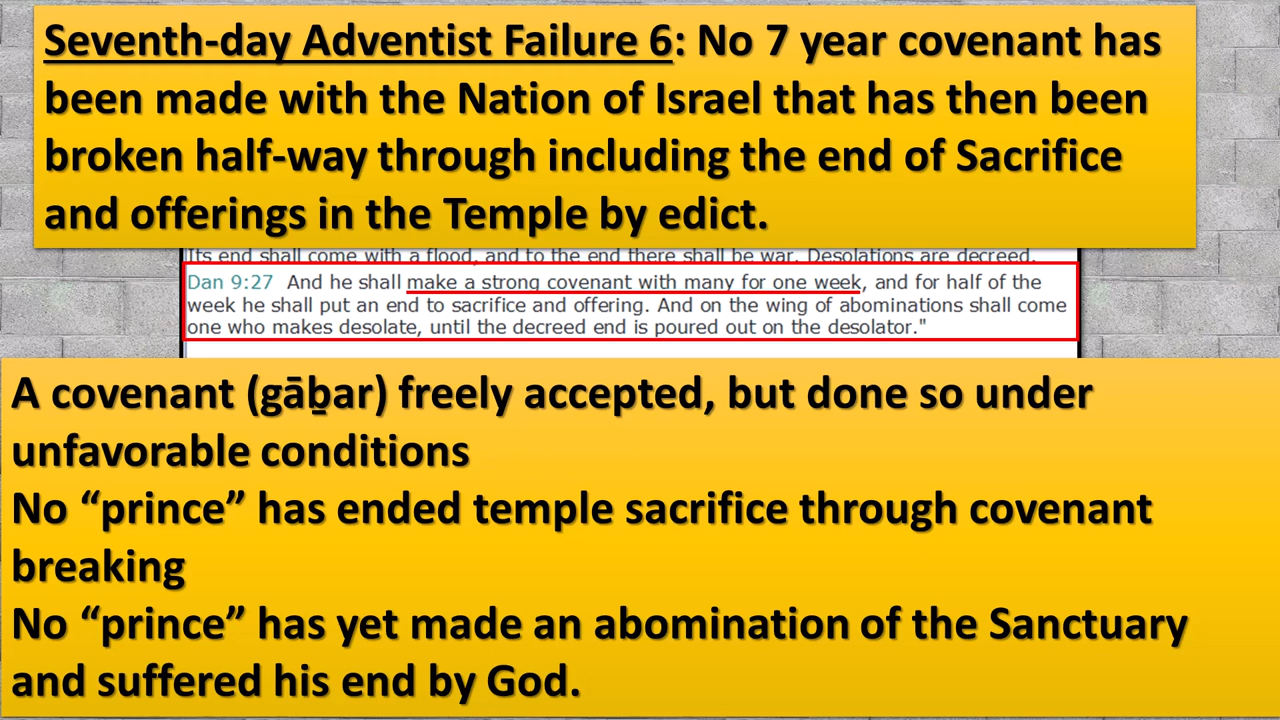 Seventh-day Adventist Failure 6: No 7 year covenant has
been made with the Nation of Israel that has then been
broken half-way through including the end of Sacrifice
and offerings in the Temple by edict.
Its end shall come with a flood, and to the end there shall be war. Desolations are decreed.
Dan 9:27 And he shall make a strong covenant with many for one week, and for half of the
week he shall put an end to sacrifice and offering. And on the wing of abominations shall come
one who makes desolate, until the decreed end is poured out on the desolator."
A covenant (gāḇar) freely accepted, but done so under
unfavorable conditions
No “prince” has ended temple sacrifice through covenant
breaking
No “prince” has yet made an abomination of the Sanctuary
and suffered his end by God.